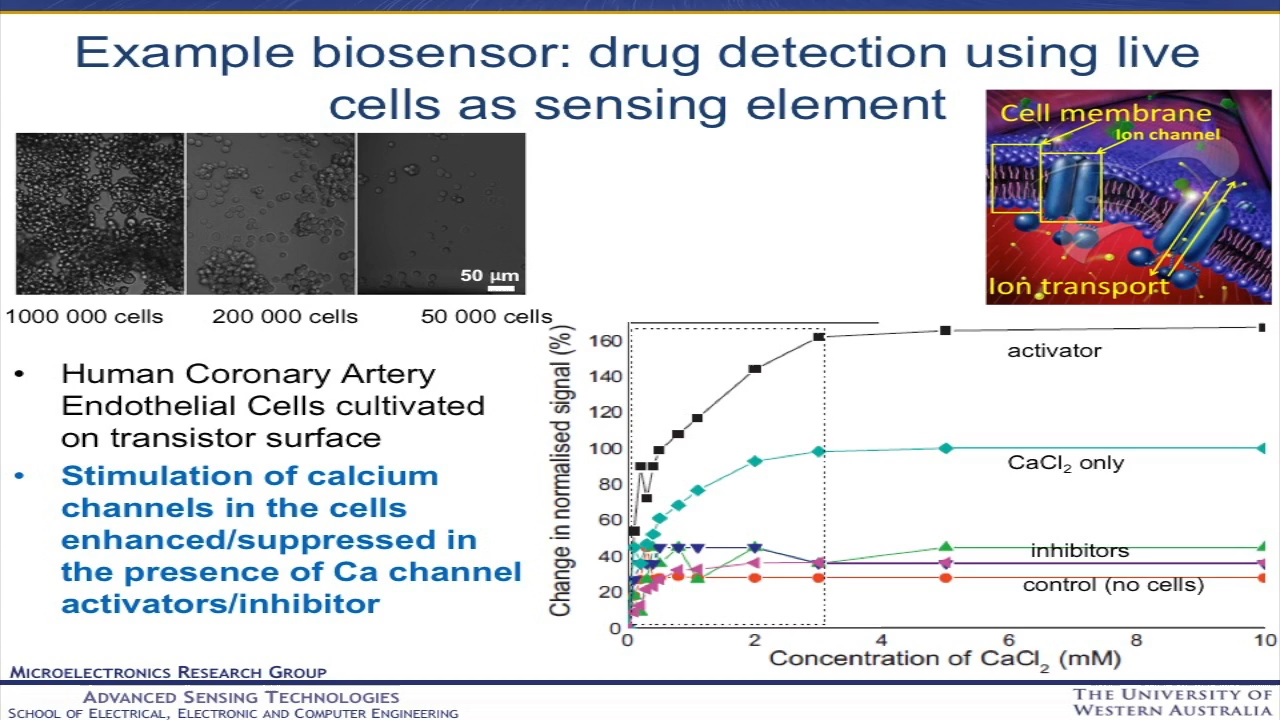 Example biosensor: drug detection using live
cells as sensing element
Cell membrane
Ion channel
Ion transport
50 µm
1000 000 cells
200 000 cells
50 000 cells
• Human Coronary Artery
Endothelial Cells cultivated
on transistor surface
• Stimulation of calcium
channels in the cells
enhanced/suppressed in
the presence of Ca channel
activators/inhibitor
Change in normalised signal (%)
160
140
120
100
80
60
40
20
0
activator
CaCl₂ only
inhibitors
control (no cells)
0 2 4 6 8 10
Concentration of CaCl₂ (mM)
MICROELECTRONICS RESEARCH GROUP
ADVANCED SENSING TECHNOLOGIES
SCHOOL OF ELECTRICAL, ELECTRONIC AND COMPUTER ENGINEERING
THE UNIVERSITY OF
WESTERN AUSTRALIA